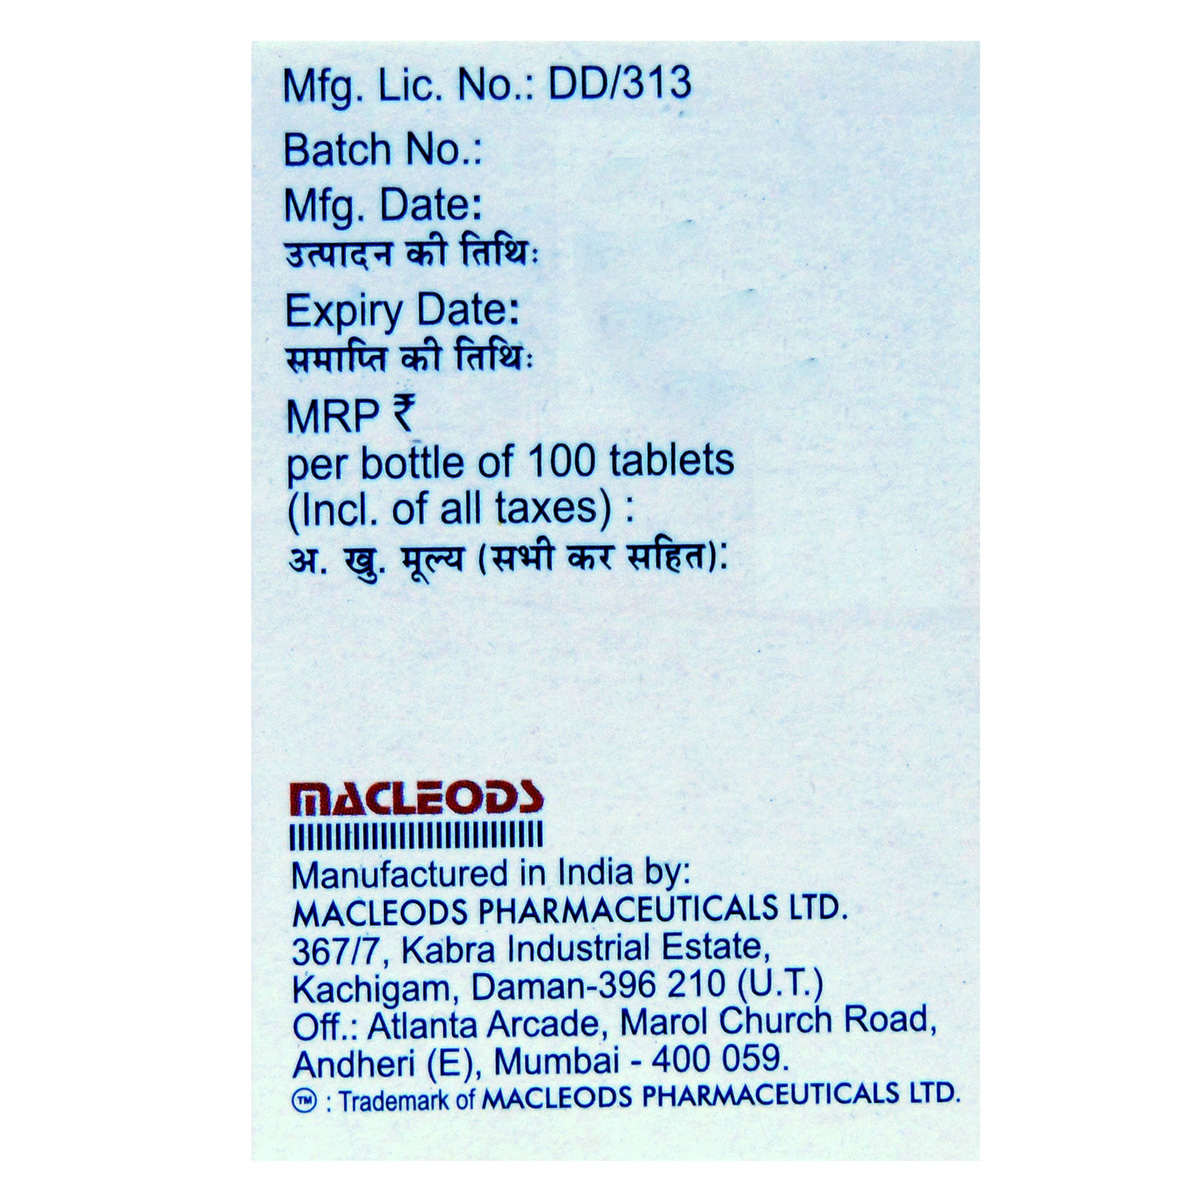 Mfg. Lic. No.: DD/313
Batch No.:
Mfg. Date:
उत्पादन की तिथि:
Expiry Date:
समाप्ति की तिथि:
MRP ₹
per bottle of 100 tablets
(Incl. of all taxes) :
अ. खु. मूल्य (सभी कर सहित):
MACLEODS
Manufactured in India by:
MACLEODS PHARMACEUTICALS LTD.
367/7, Kabra Industrial Estate,
Kachigam, Daman-396 210 (U.T.)
Off.: Atlanta Arcade, Marol Church Road,
Andheri (E), Mumbai - 400 059.
™ : Trademark of MACLEODS PHARMACEUTICALS LTD.